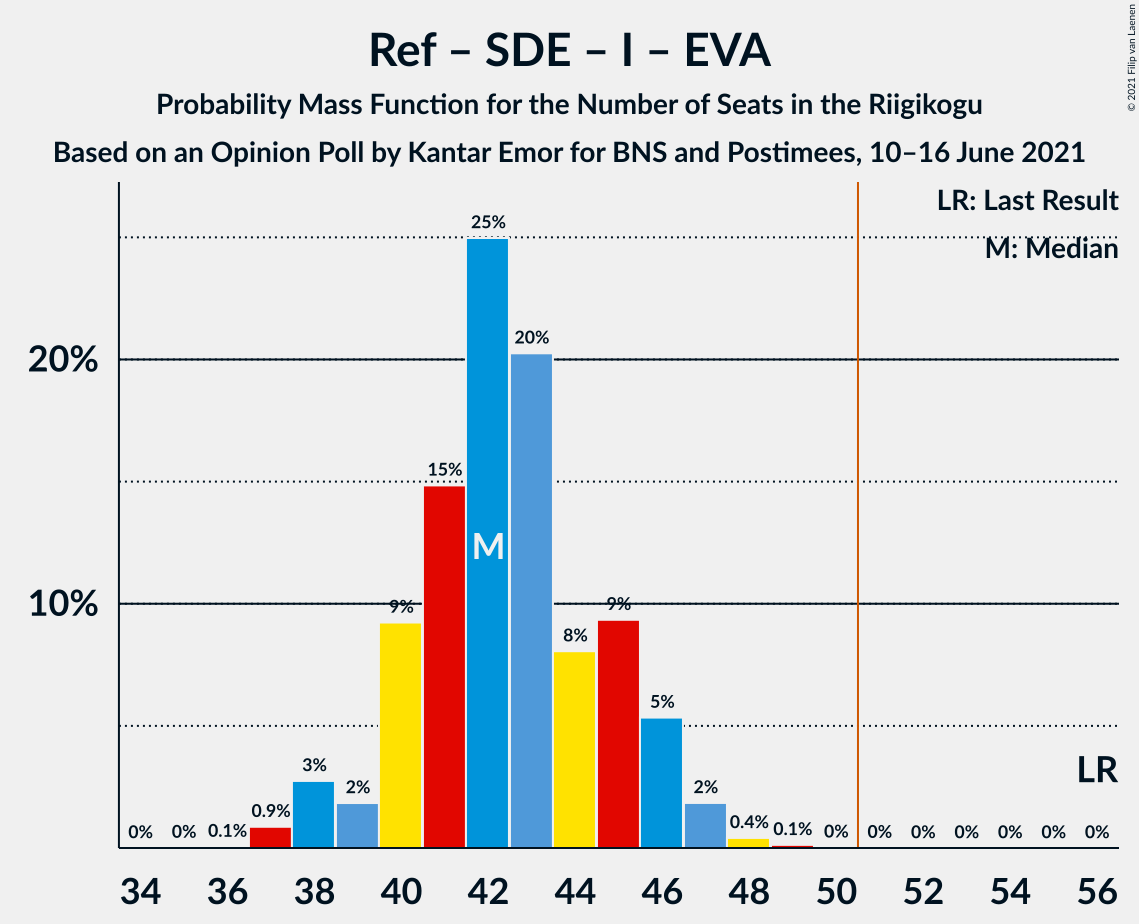 Ref – SDE – I – EVA
Probability Mass Function for the Number of Seats in the Riigikogu
Based on an Opinion Poll by Kantar Emor for BNS and Postimees, 10–16 June 2021
© 2021 Filip van Laenen
LR: Last Result
M: Median
25%
20%
20%
15%
M
10%
9%
9%
8%
5%
3%
2%
2%
LR
0% 0% 0.1% 0.9% 0.4% 0.1% 0% 0% 0% 0% 0% 0% 0%
34 36 38 40 42 44 46 48 50 52 54 56